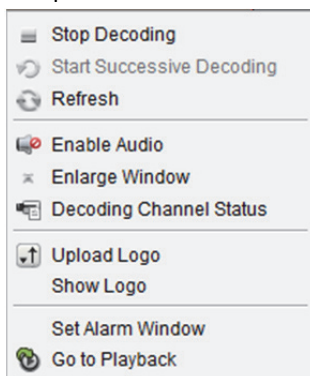 Stop Decoding
Start Successive Decoding
Refresh
Enable Audio
Enlarge Window
Decoding Channel Status
Upload Logo
Show Logo
Set Alarm Window
Go to Playback